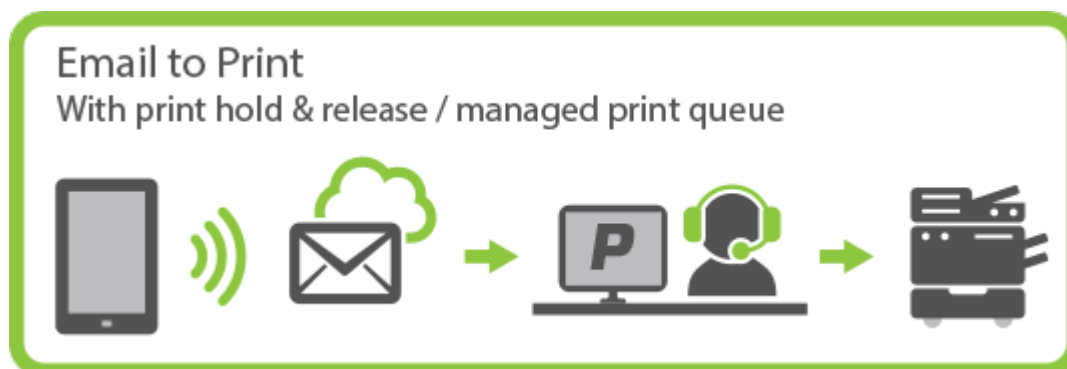 Email to Print
With print hold & release / managed print queue
P